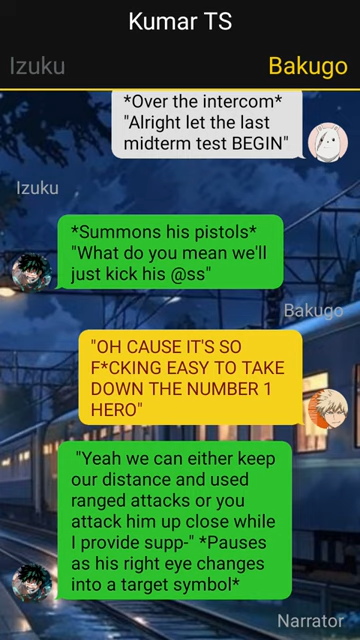 Kumar TS
Izuku
Bakugo
*Over the intercom*
"Alright let the last
midterm test BEGIN"
Izuku
*Summons his pistols*
"What do you mean we'll
just kick his @ss"
Bakugo
"OH CAUSE IT'S SO
F*CKING EASY TO TAKE
DOWN THE NUMBER 1
HERO"
"Yeah we can either keep
our distance and used
ranged attacks or you
attack him up close while
I provide supp-" *Pauses
as his right eye changes
into a target symbol*
Narrator